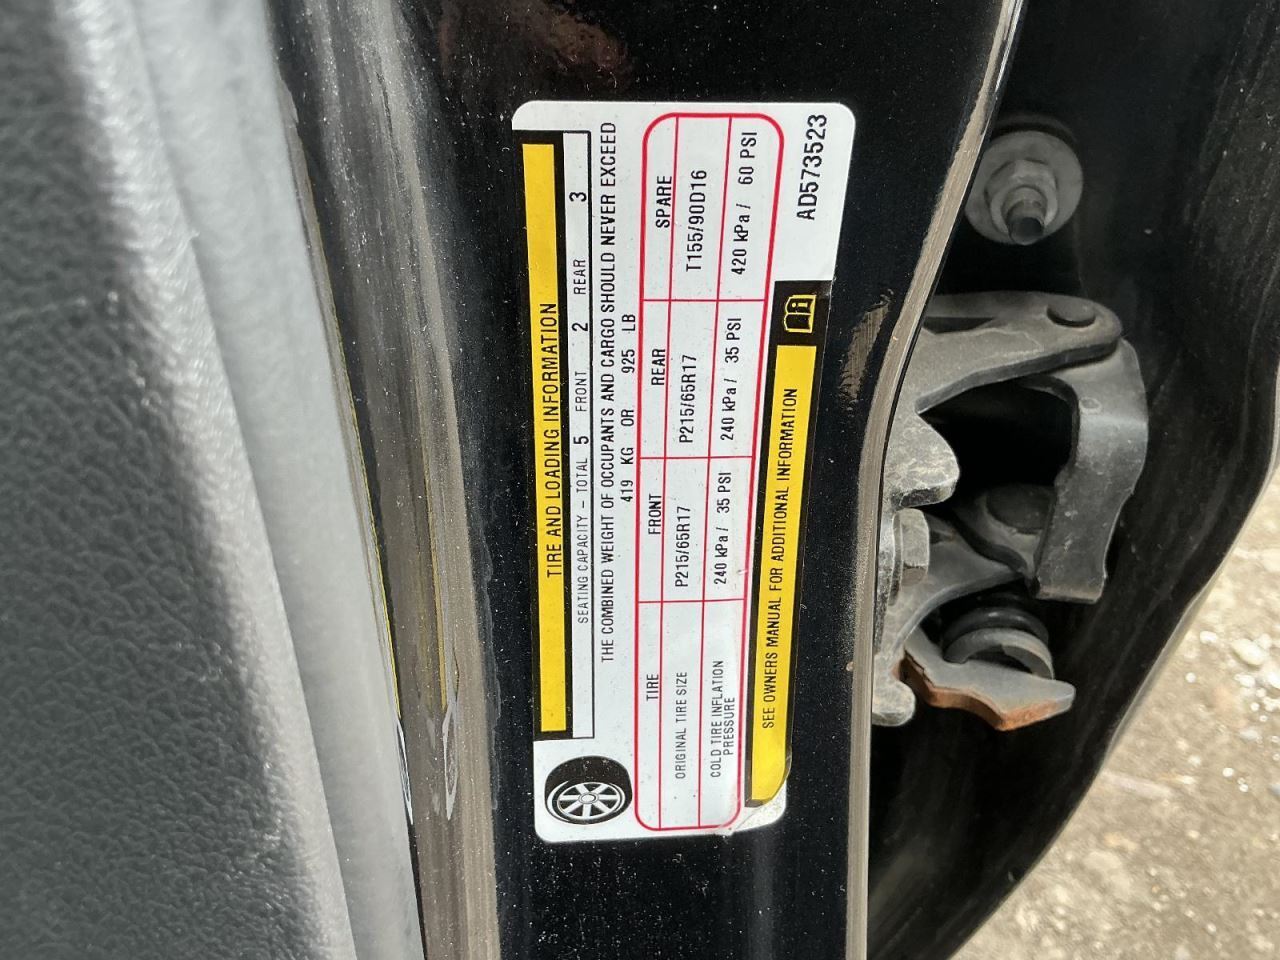 TIRE AND LOADING INFORMATION
SEATING CAPACITY - TOTAL 5 FRONT 2 REAR 3
THE COMBINED WEIGHT OF OCCUPANTS AND CARGO SHOULD NEVER EXCEED
419 KG OR 925 LB
TIRE FRONT REAR SPARE
ORIGINAL TIRE SIZE P215/65R17 P215/65R17 T155/90D16
COLD TIRE INFLATION PRESSURE 240 kPa / 35 PSI 240 kPa / 35 PSI 420 kPa / 60 PSI
SEE OWNERS MANUAL FOR ADDITIONAL INFORMATION
AD573523